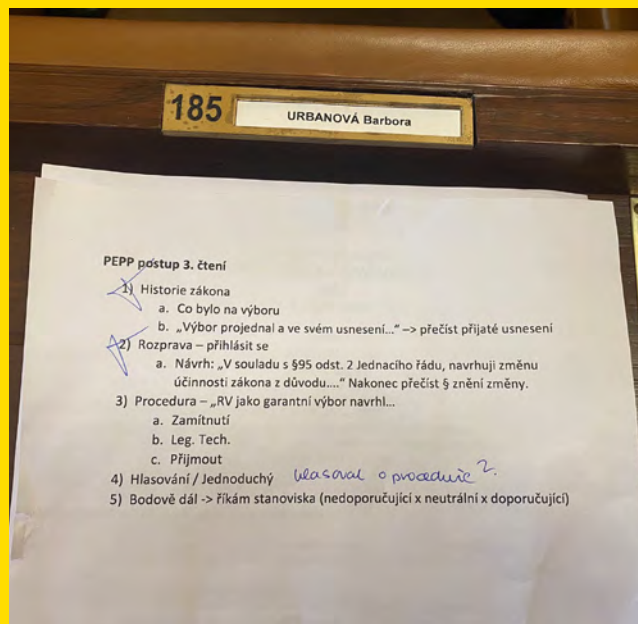 185
URBANOVÁ Barbora
PEPP postup 3. čtení
1) Historie zákona
a. Co bylo na výboru
b. „Výbor projednal a ve svém usnesení...“ –> přečíst přijaté usnesení
2) Rozprava – přihlásit se
a. Návrh: „V souladu s §95 odst. 2 Jednacího řádu, navrhuji změnu
účinnosti zákona z důvodu....“ Nakonec přečíst § znění změny.
3) Procedura – „RV jako garantní výbor navrhl...
a. Zamítnutí
b. Leg. Tech.
c. Přijmout
4) Hlasování / Jednoduchý hlasoval o proceduře?
5) Bodově dál -> říkám stanoviska (nedoporučující x neutrální x doporučující)